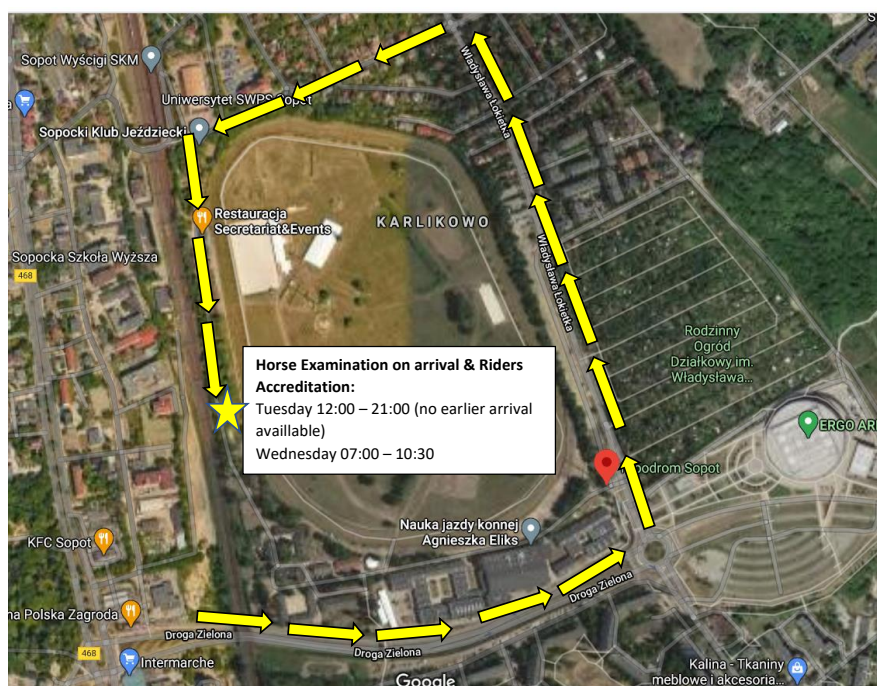 S
Sopot Wyścigi SKM
a
Uniwersytet SWPS Sopot
Sopocki Klub Jeździecki
Władysława Łokietka
Restauracja
Secretariat&Events
KARLIKOWO
Sopocka Szkoła Wyższa
468
Władysława Łokietka
Rodzinny
Ogród
Działkowy im.
Władysława...
Horse Examination on arrival & Riders
Accreditation:
Tuesday 12:00 – 21:00 (no earlier arrival
availlable)
Wednesday 07:00 – 10:30
ERGO AR
podrom Sopot
Nauka jazdy konnej
Agnieszka Eliks
KFC Sopot
na Polska Zagroda
Droga Zielona
Droga Zielona
Droga Zielona
468
Intermarche
Google
Kalina - Tkaniny
meblowe i akcesoria...